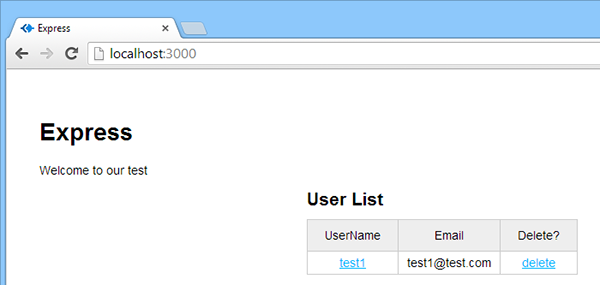 Express
localhost:3000
Express
Welcome to our test
User List
UserName Email Delete?
test1 test1@test.com delete